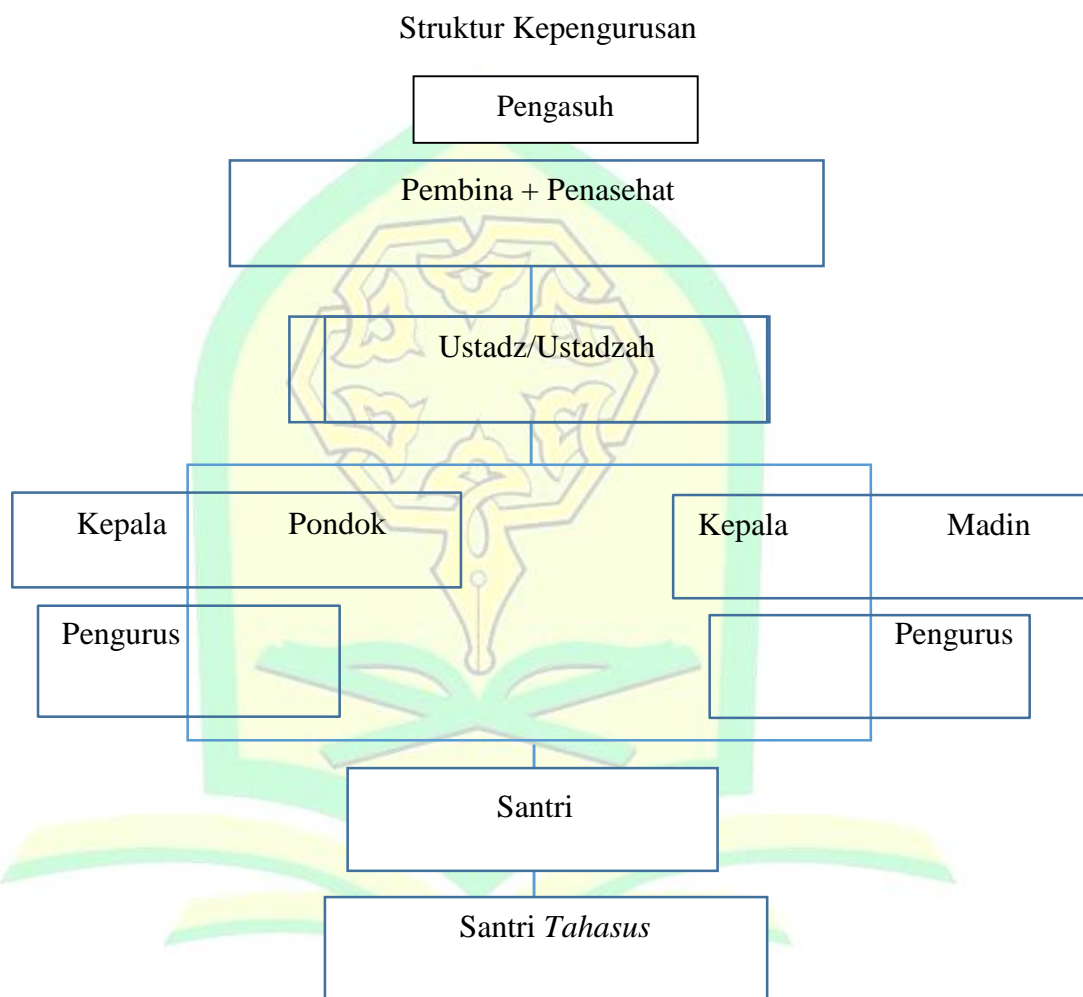 Struktur Kepengurusan
Pengasuh
Pembina + Penasehat
Ustadz/Ustadzah
Kepala Pondok
Kepala Madin
Pengurus
Pengurus
Santri
Santri Tahasus